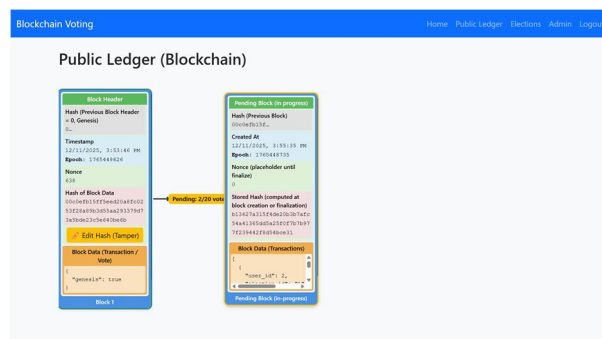 Blockchain Voting
Home Public Ledger Elections Admin Logou
Public Ledger (Blockchain)
Block Header
Hash (Previous Block Header
= 0, Genesis)
0…
Timestamp
12/11/2025, 3:53:46 PM
Epoch: 1765448626
Nonce
638
Hash of Block Data
00c0efb15ff5eed20a8fc02
53f28a89b3d55aa293379d7
3a5bde23c5e640be4b
Edit Hash (Tamper)
Block Data (Transaction /
Vote)
{
"genesis": true
}
Block 1
Pending: 2/20 vote
Pending Block (in progress)
Hash (Previous Block)
00c0efb15f…
Created At
12/11/2025, 3:55:35 PM
Epoch: 1765448735
Nonce (placeholder until
finalize)
0
Stored Hash (computed at
block creation or finalization)
b13627a315f4de20b3b7afc
54a41365dd5a25f0f7b7b97
7f239442f9d54bce31
Block Data (Transactions)
[
{
"user_id": 2,
Pending Block (in-progress)